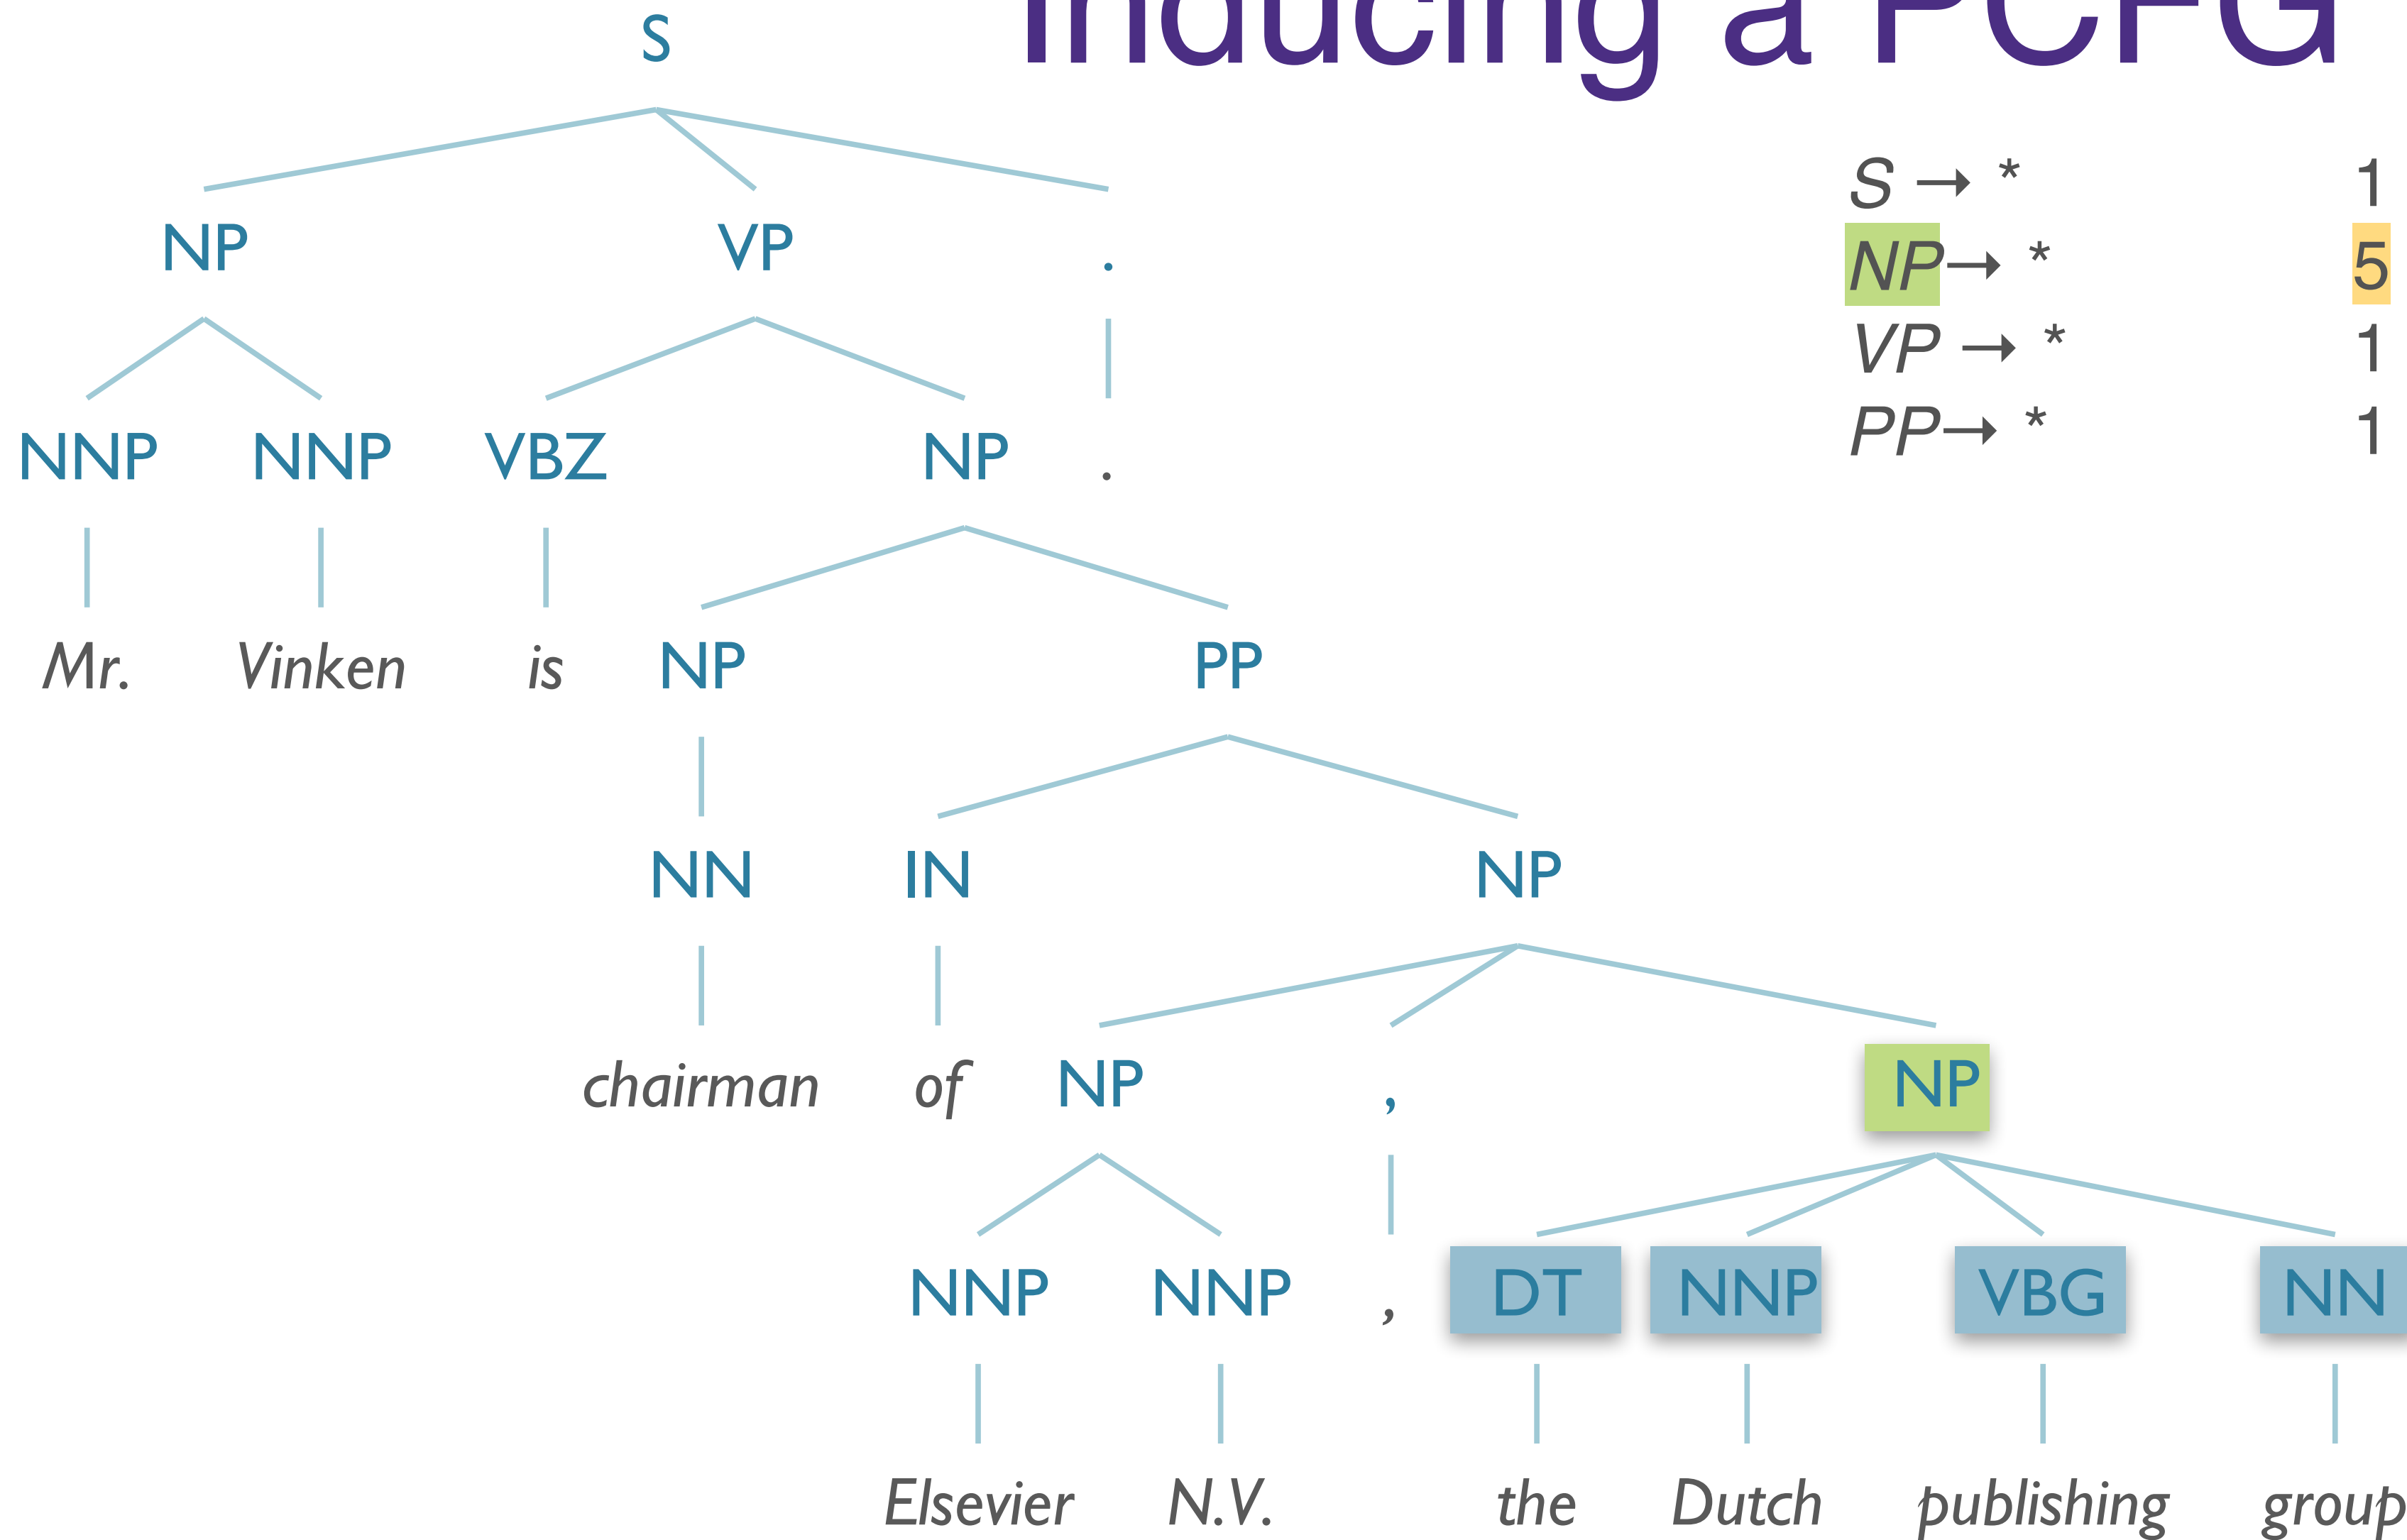 Inducing a PCFG
S
S → * 1
NP → * 5
VP → * 1
PP → * 1
NP VP .
NNP NNP VBZ NP .
Mr. Vinken is NP PP
NN IN NP
chairman of NP , NP
NNP NNP , DT NNP VBG NN
Elsevier N.V. the Dutch publishing group